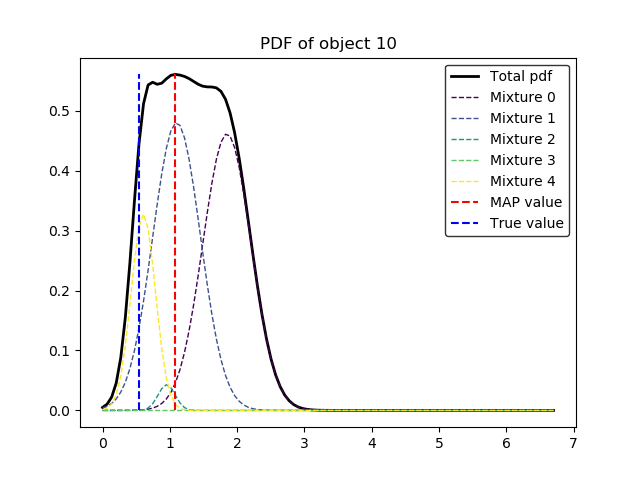 PDF of object 10
Total pdf
Mixture 0
Mixture 1
Mixture 2
Mixture 3
Mixture 4
MAP value
True value
0.5
0.4
0.3
0.2
0.1
0.0
0 1 2 3 4 5 6 7